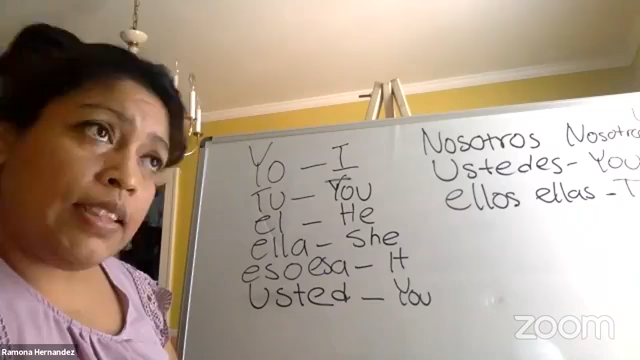 Yo – I
Tu – You
el – He
ella – She
eso esa – It
Usted – You
Nosotros
Ustedes – You
ellos ellas –
zoom
Ramona Hernandez